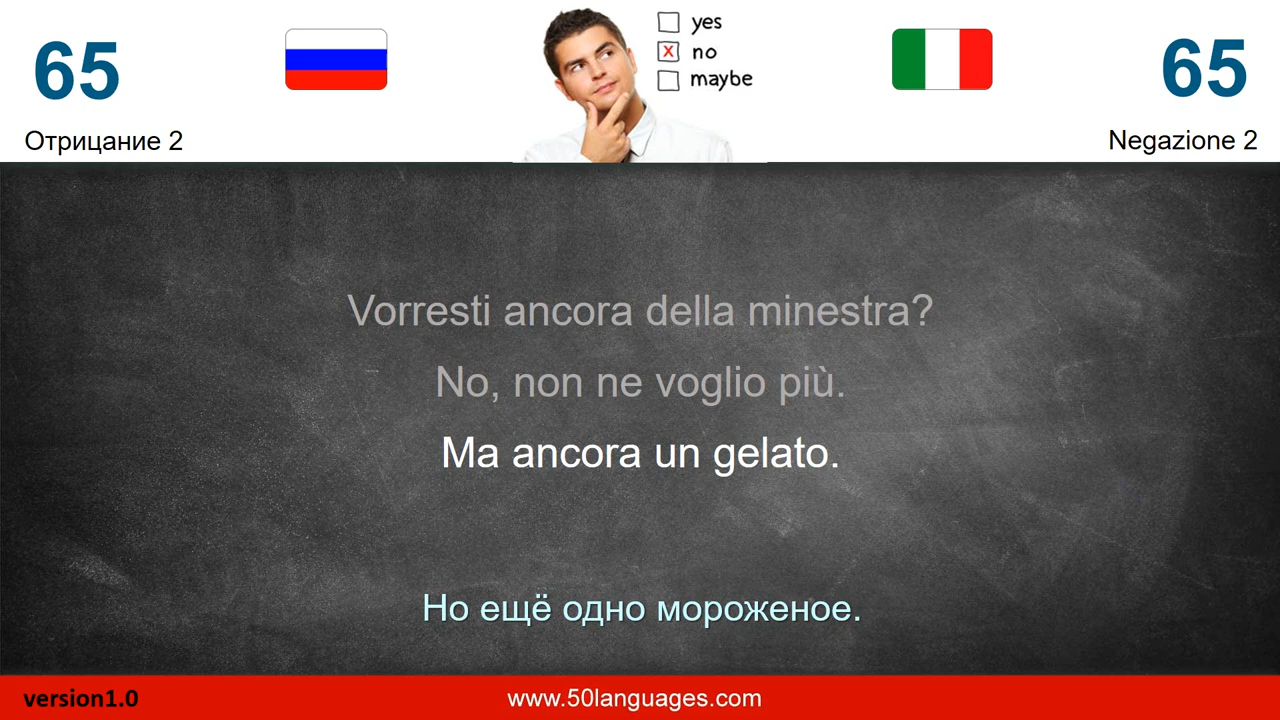 65
Отрицание 2
yes
x no
maybe
65
Negazione 2
Vorresti ancora della minestra?
No, non ne voglio più.
Ma ancora un gelato.
Но ещё одно мороженое.
version1.0
www.50languages.com